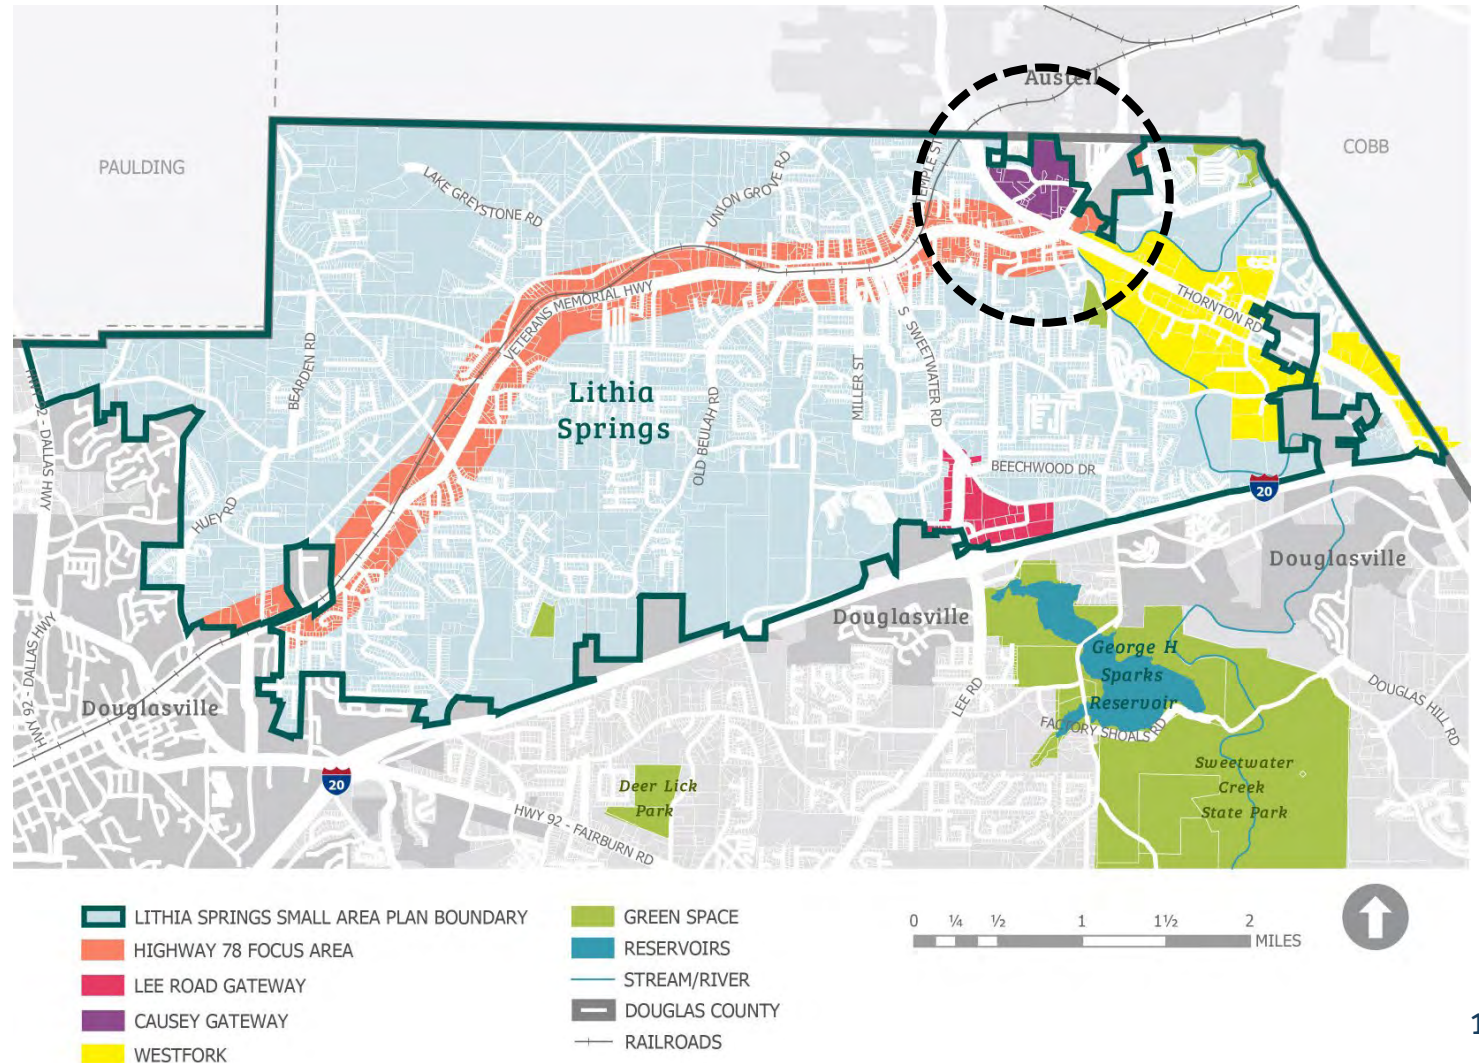 Austell
PAULDING
COBB
LAKE GREYSTONE RD
UNION GROVE RD
TEMPLE ST
VETERANS MEMORIAL HWY
THORNTON RD
BEARDEN RD
Lithia
Springs
OLD BEULAH RD
MILLER ST
S SWEETWATER RD
HWY 92 - DALLAS HWY
BEECHWOOD DR
20
HUEY RD
Douglasville
Douglasville
HWY 92 - DALLAS HWY
Douglasville
George H
Sparks
Reservoir
LEE RD
FACTORY SHOALS RD
DOUGLAS HILL RD
Sweetwater
Creek
State Park
20
Deer Lick
Park
HWY 92 - FAIRBURN RD
LITHIA SPRINGS SMALL AREA PLAN BOUNDARY
HIGHWAY 78 FOCUS AREA
LEE ROAD GATEWAY
CAUSEY GATEWAY
WESTFORK
GREEN SPACE
RESERVOIRS
STREAM/RIVER
DOUGLAS COUNTY
RAILROADS
0 ¼ ½ 1 1½ 2
MILES
1